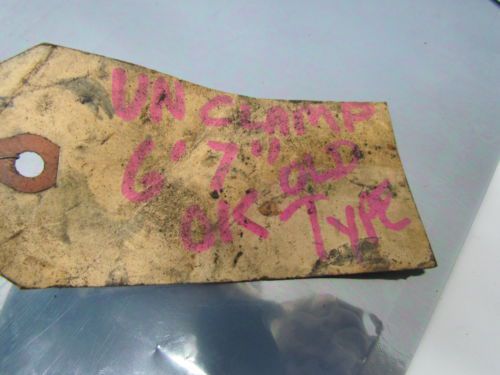 UN CLAMP
6' 7" OLD
OK TYPE